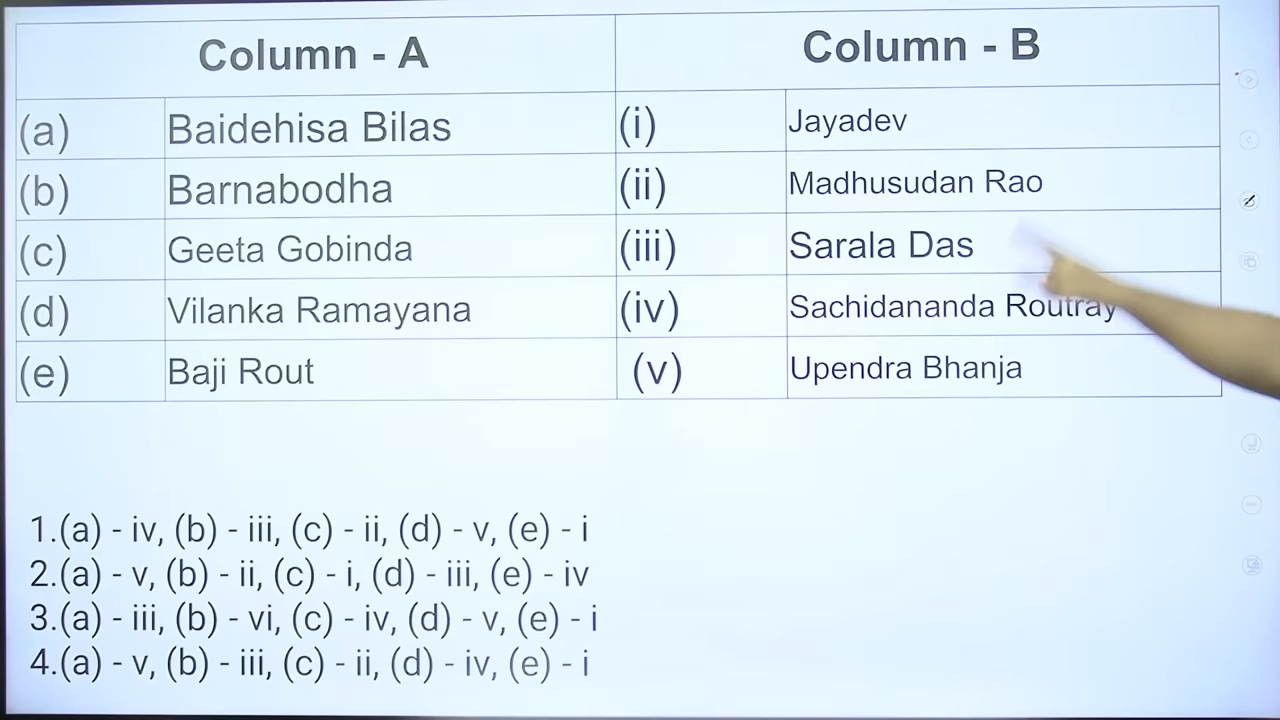 Column - A Column - B
(a) Baidehisa Bilas (i) Jayadev
(b) Barnabodha (ii) Madhusudan Rao
(c) Geeta Gobinda (iii) Sarala Das
(d) Vilanka Ramayana (iv) Sachidananda Routray
(e) Baji Rout (v) Upendra Bhanja
1.(a) - iv, (b) - iii, (c) - ii, (d) - v, (e) - i
2.(a) - v, (b) - ii, (c) - i, (d) - iii, (e) - iv
3.(a) - iii, (b) - vi, (c) - iv, (d) - v, (e) - i
4.(a) - v, (b) - iii, (c) - ii, (d) - iv, (e) - i